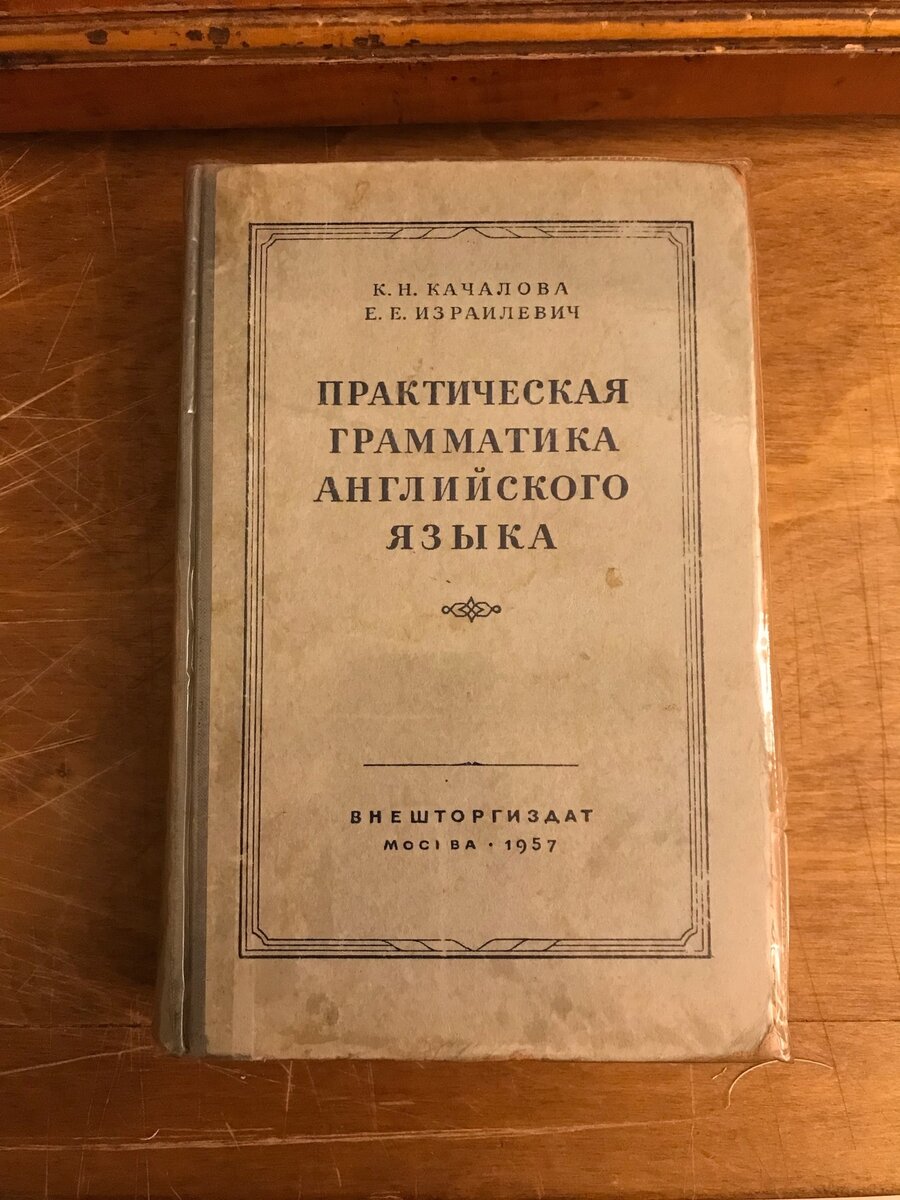 К. Н. КАЧАЛОВА
Е. Е. ИЗРАИЛЕВИЧ
ПРАКТИЧЕСКАЯ
ГРАММАТИКА
АНГЛИЙСКОГО
ЯЗЫКА
ВНЕШТОРГИЗДАТ
МОСКВА • 1957